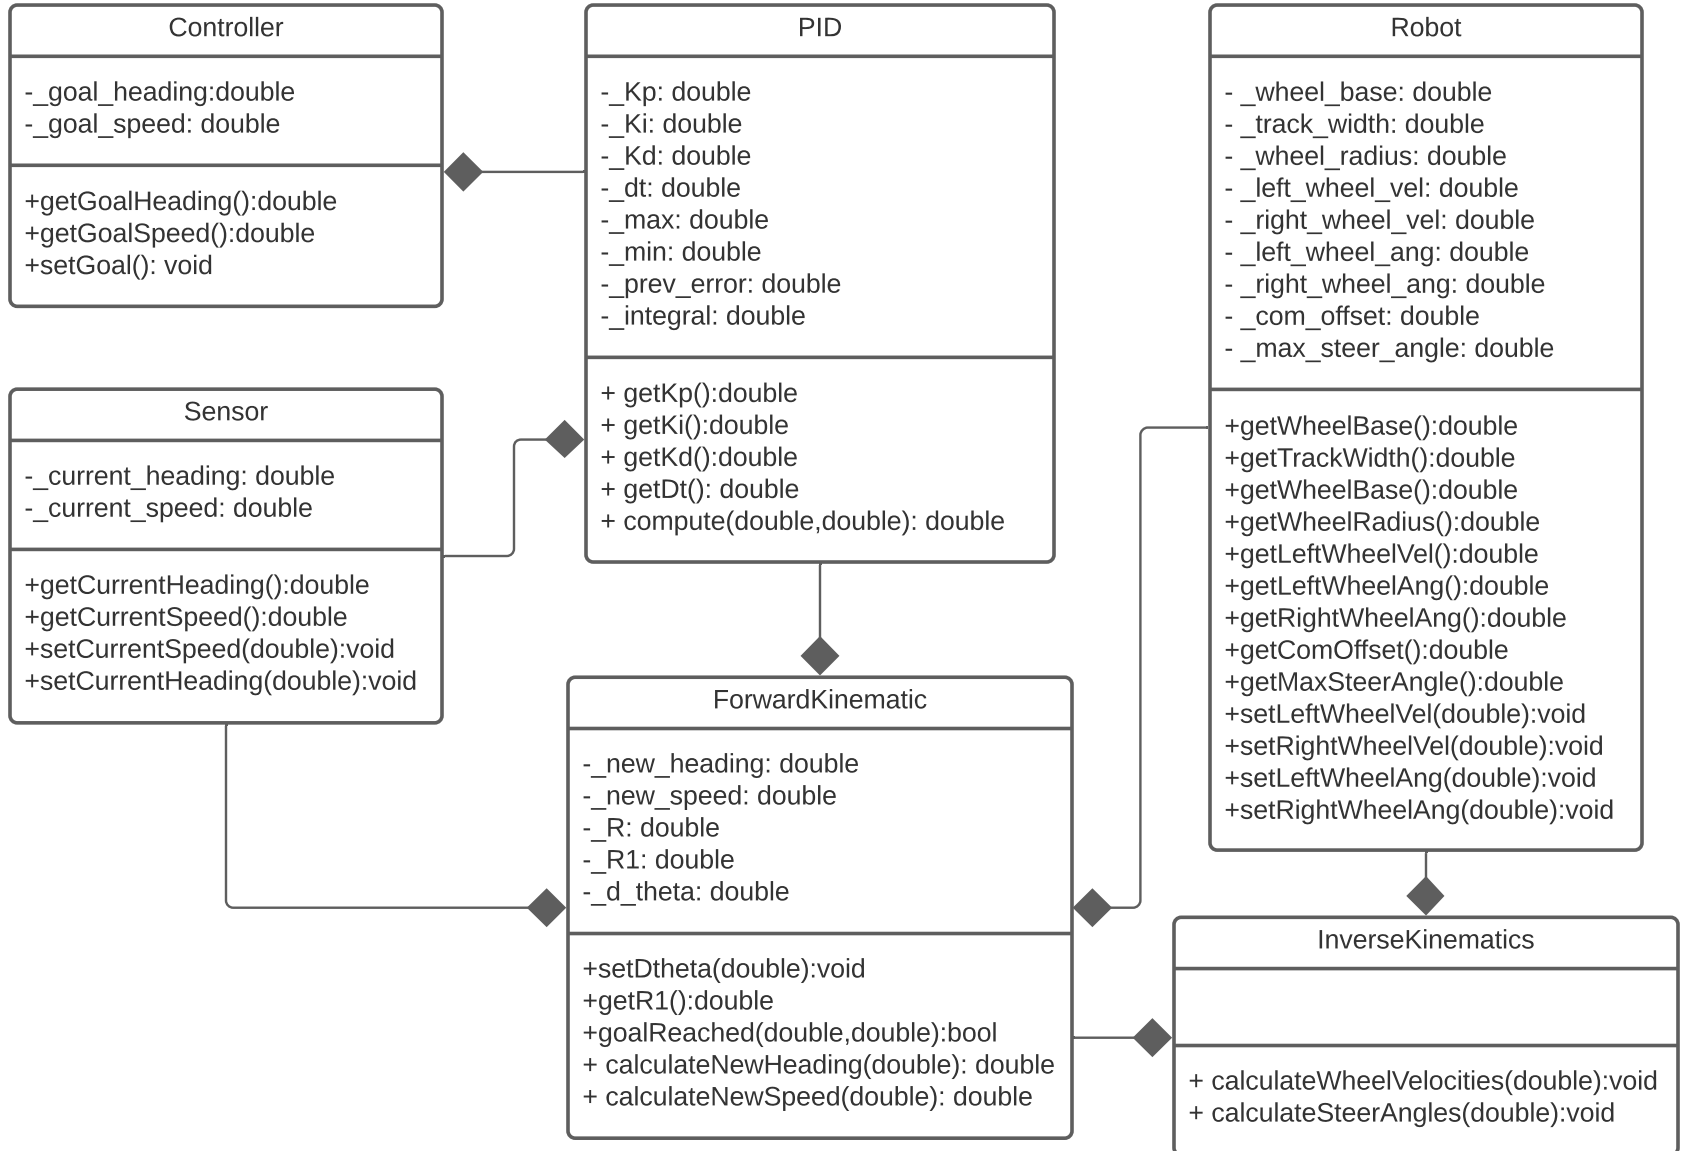 Controller
-_goal_heading:double
-_goal_speed: double
+getGoalHeading():double
+getGoalSpeed():double
+setGoal(): void
PID
-_Kp: double
-_Ki: double
-_Kd: double
-_dt: double
-_max: double
-_min: double
-_prev_error: double
-_integral: double
+ getKp():double
+ getKi():double
+ getKd():double
+ getDt(): double
+ compute(double,double): double
Robot
- _wheel_base: double
- _track_width: double
- _wheel_radius: double
- _left_wheel_vel: double
- _right_wheel_vel: double
- _left_wheel_ang: double
- _right_wheel_ang: double
- _com_offset: double
- _max_steer_angle: double
+getWheelBase():double
+getTrackWidth():double
+getWheelBase():double
+getWheelRadius():double
+getLeftWheelVel():double
+getLeftWheelAng():double
+getRightWheelAng():double
+getComOffset():double
+getMaxSteerAngle():double
+setLeftWheelVel(double):void
+setRightWheelVel(double):void
+setLeftWheelAng(double):void
+setRightWheelAng(double):void
Sensor
-_current_heading: double
-_current_speed: double
+getCurrentHeading():double
+getCurrentSpeed():double
+setCurrentSpeed(double):void
+setCurrentHeading(double):void
ForwardKinematic
-_new_heading: double
-_new_speed: double
-_R: double
-_R1: double
-_d_theta: double
+setDtheta(double):void
+getR1():double
+goalReached(double,double):bool
+ calculateNewHeading(double): double
+ calculateNewSpeed(double): double
InverseKinematics
+ calculateWheelVelocities(double):void
+ calculateSteerAngles(double):void